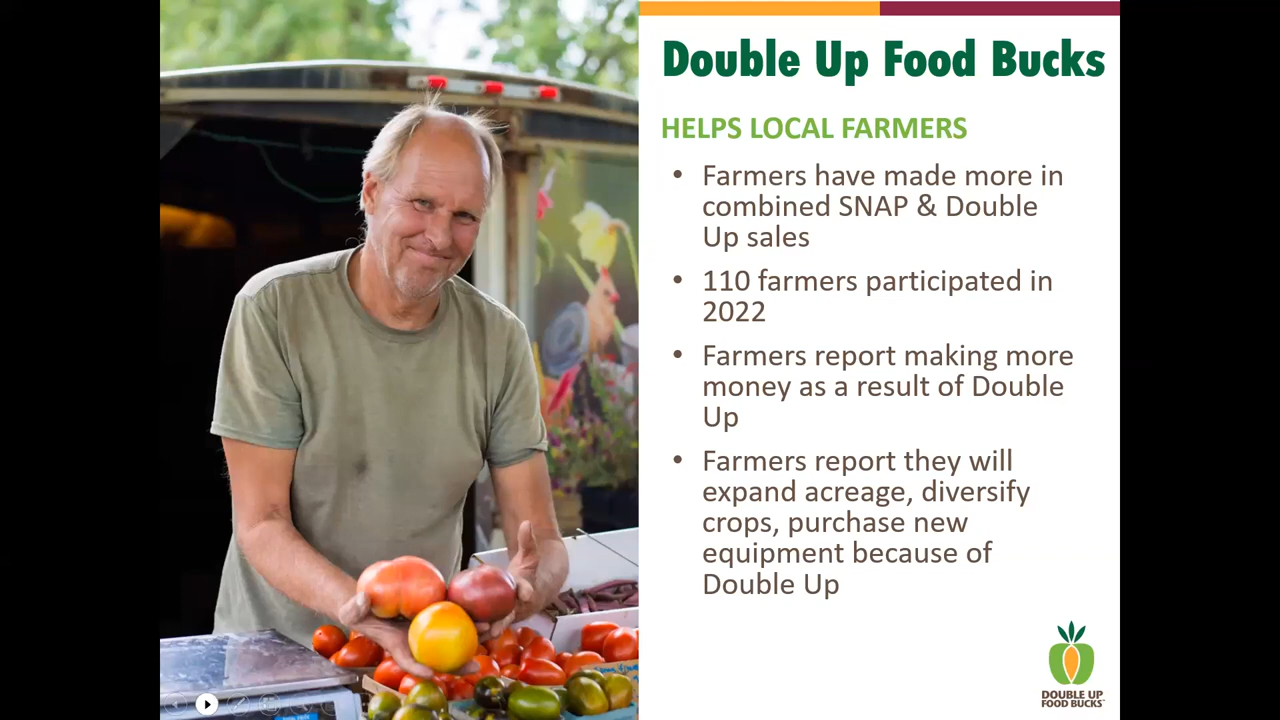 Double Up Food Bucks
HELPS LOCAL FARMERS
• Farmers have made more in
combined SNAP & Double
Up sales
• 110 farmers participated in
2022
• Farmers report making more
money as a result of Double
Up
• Farmers report they will
expand acreage, diversify
crops, purchase new
equipment because of
Double Up
DOUBLE UP
FOOD BUCKS